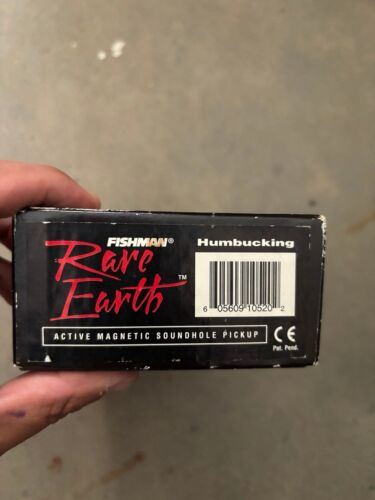 FISHMAN®
Rare
Earth™
Humbucking
6 05609 10520 2
ACTIVE MAGNETIC SOUNDHOLE PICKUP
CE
Pat. Pend.